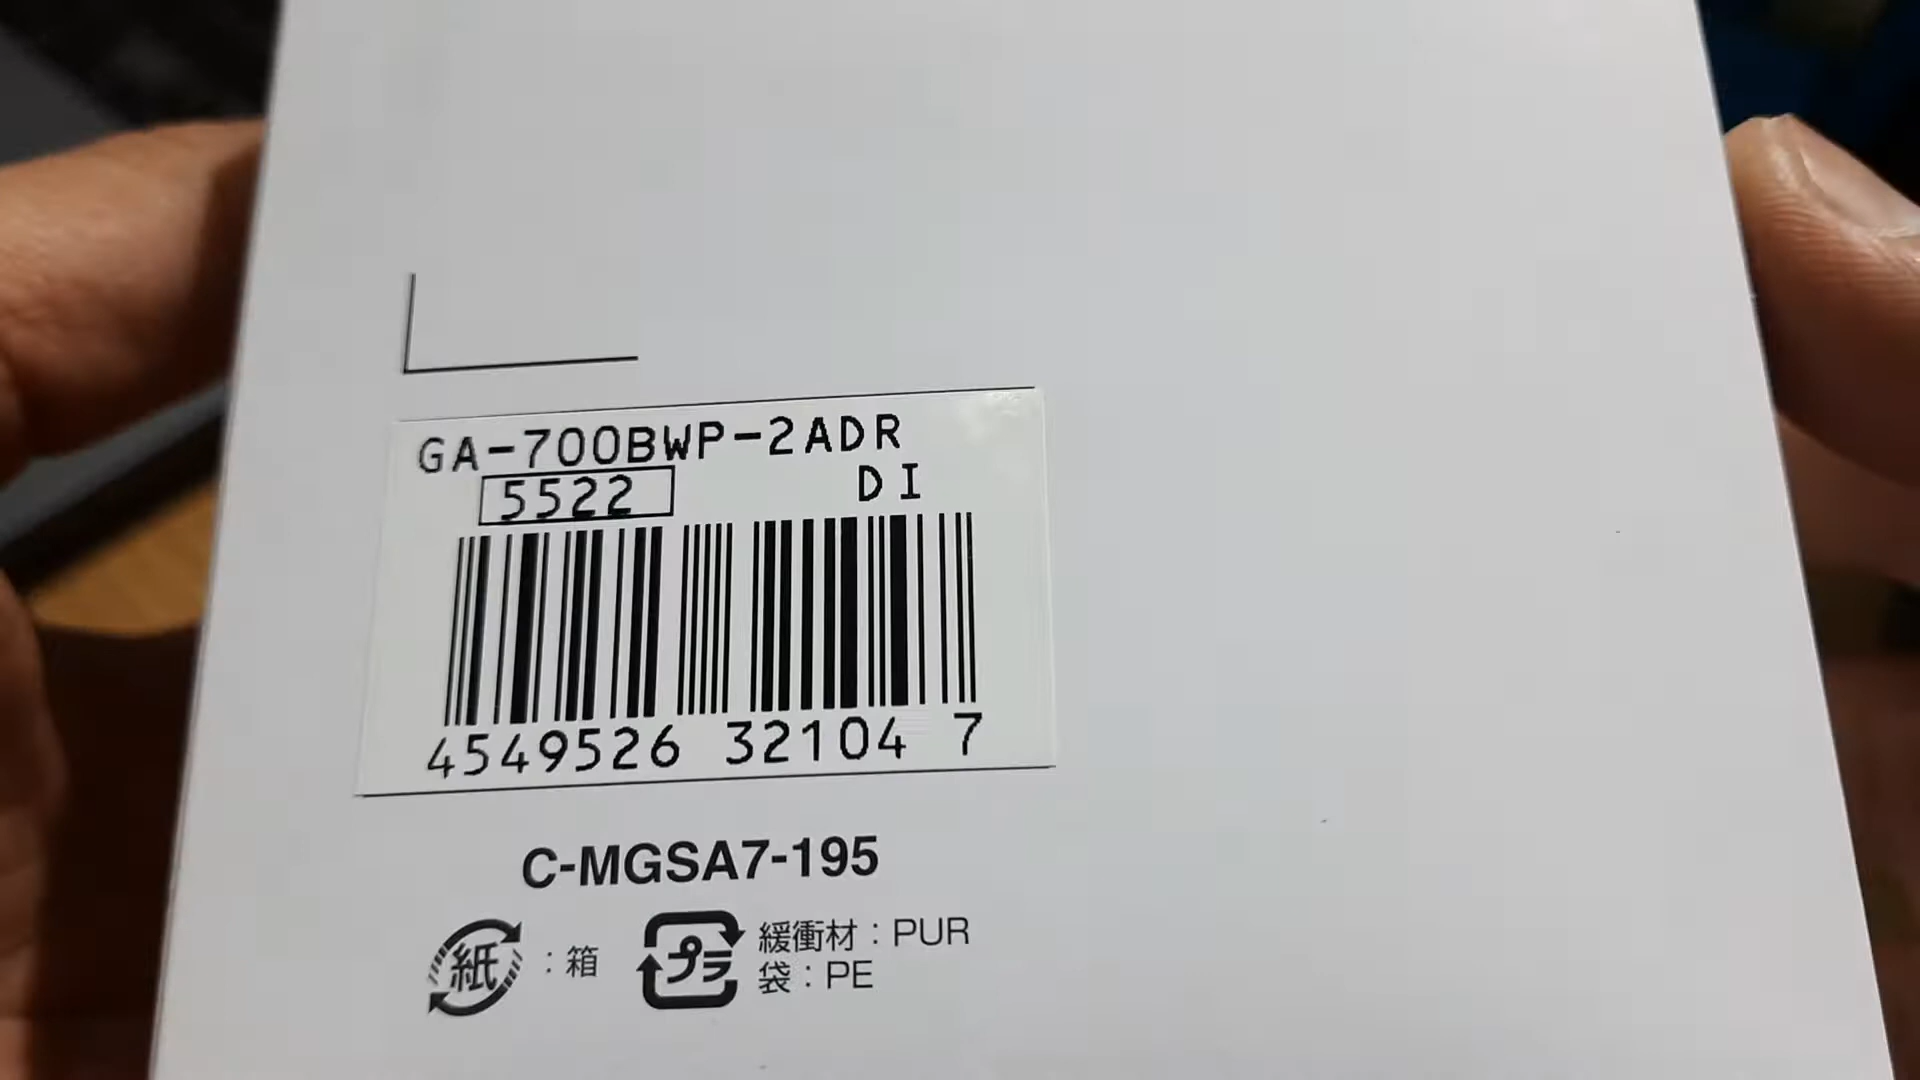 GA-700BWP-2ADR
5522 DI
4549526 32104 7
C-MGSA7-195
紙 : 箱
プラ 緩衝材 : PUR
袋 : PE